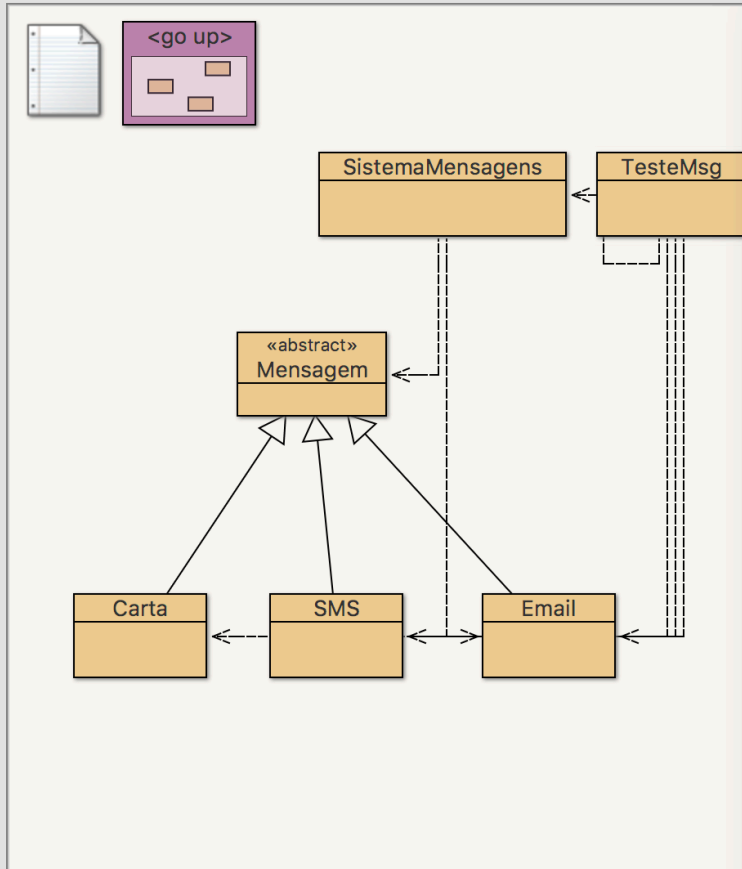 <go up>
SistemaMensagens
TesteMsg
«abstract»
Mensagem
Carta
SMS
Email